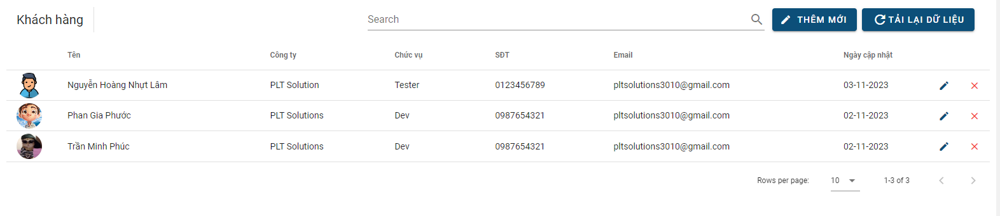 Khách hàng
Search
THÊM MỚI
TẢI LẠI DỮ LIỆU
Tên Công ty Chức vụ SĐT Email Ngày cập nhật
Nguyễn Hoàng Nhựt Lâm PLT Solution Tester 0123456789 pltsolutions3010@gmail.com 03-11-2023
Phan Gia Phước PLT Solutions Dev 0987654321 pltsolutions3010@gmail.com 02-11-2023
Trần Minh Phúc PLT Solutions Dev 0987654321 pltsolutions3010@gmail.com 02-11-2023
Rows per page: 10 1-3 of 3